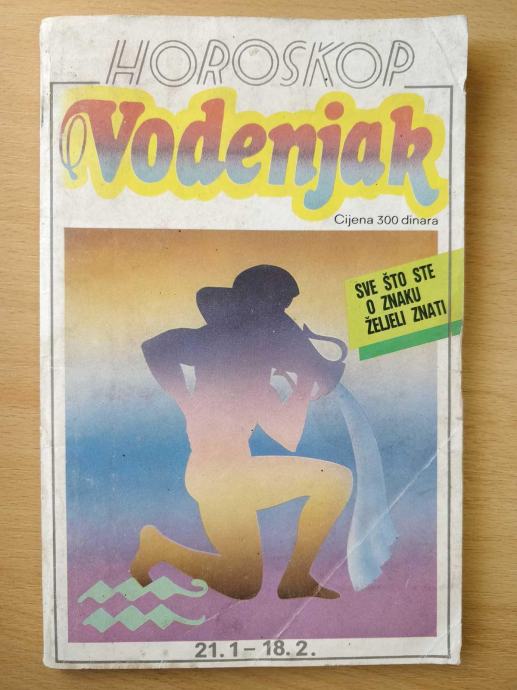 HOROSKOP
Vodenjak
Cijena 300 dinara
SVE ŠTO STE
O ZNAKU
ŽELJELI ZNATI
21.1–18.2.